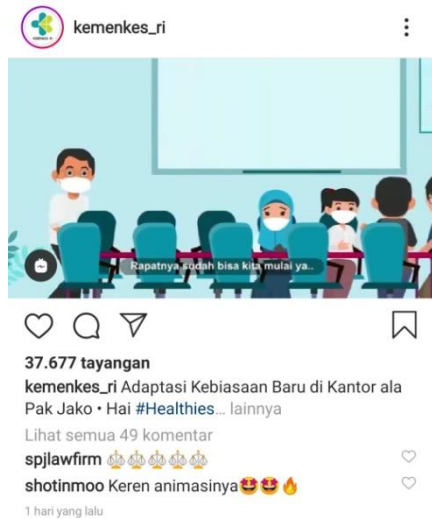 kemenkes_ri
Rapatnya sudah bisa kita mulai ya..
37.677 tayangan
kemenkes_ri Adaptasi Kebiasaan Baru di Kantor ala
Pak Jako • Hai #Healthies... lainnya
Lihat semua 49 komentar
spjlawfirm ⚖️⚖️⚖️⚖️⚖️
shotinmoo Keren animasinya🤩🤩🔥
1 hari yang lalu